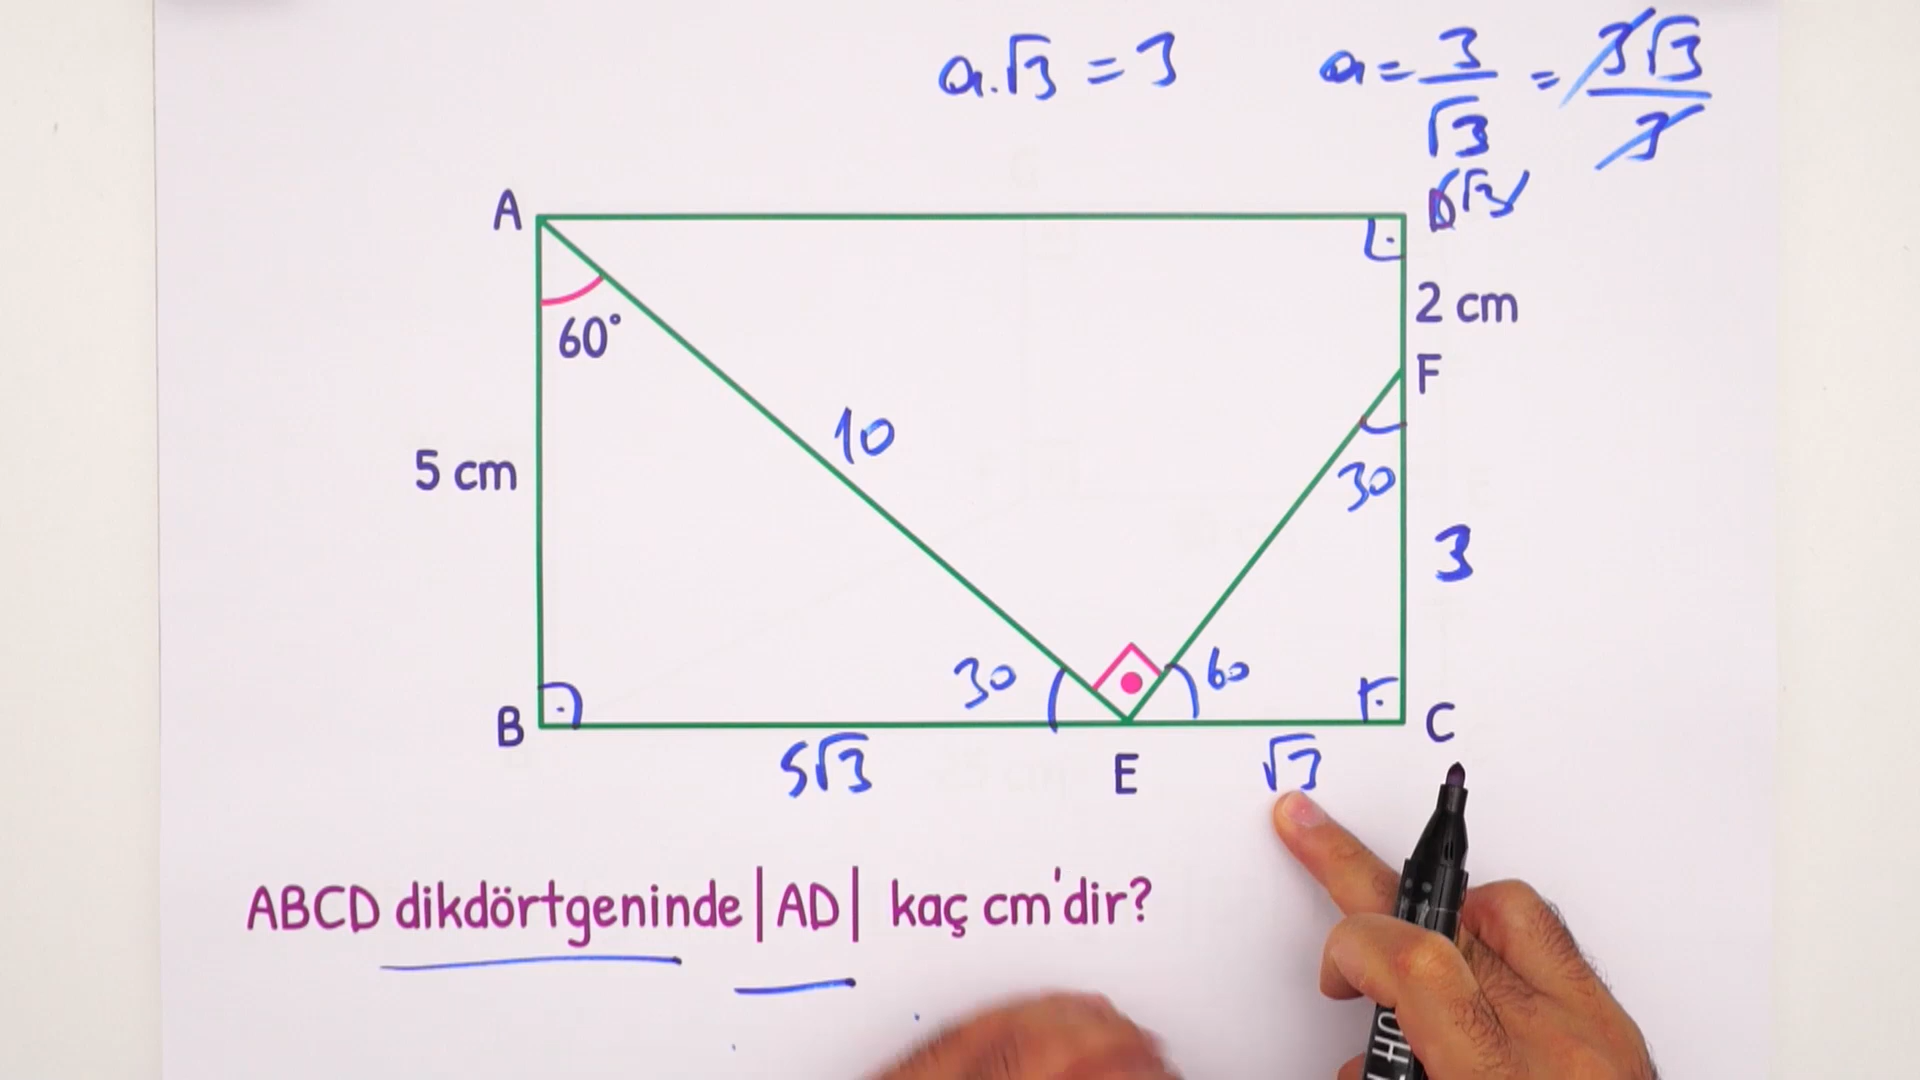 a.√3 = 3
a = 3/√3 = 3√3/3
√3
A
D
60°
2 cm
F
10
5 cm
30
3
30
60
B
C
5√3
E
√3
ABCD dikdörtgeninde |AD| kaç cm'dir?